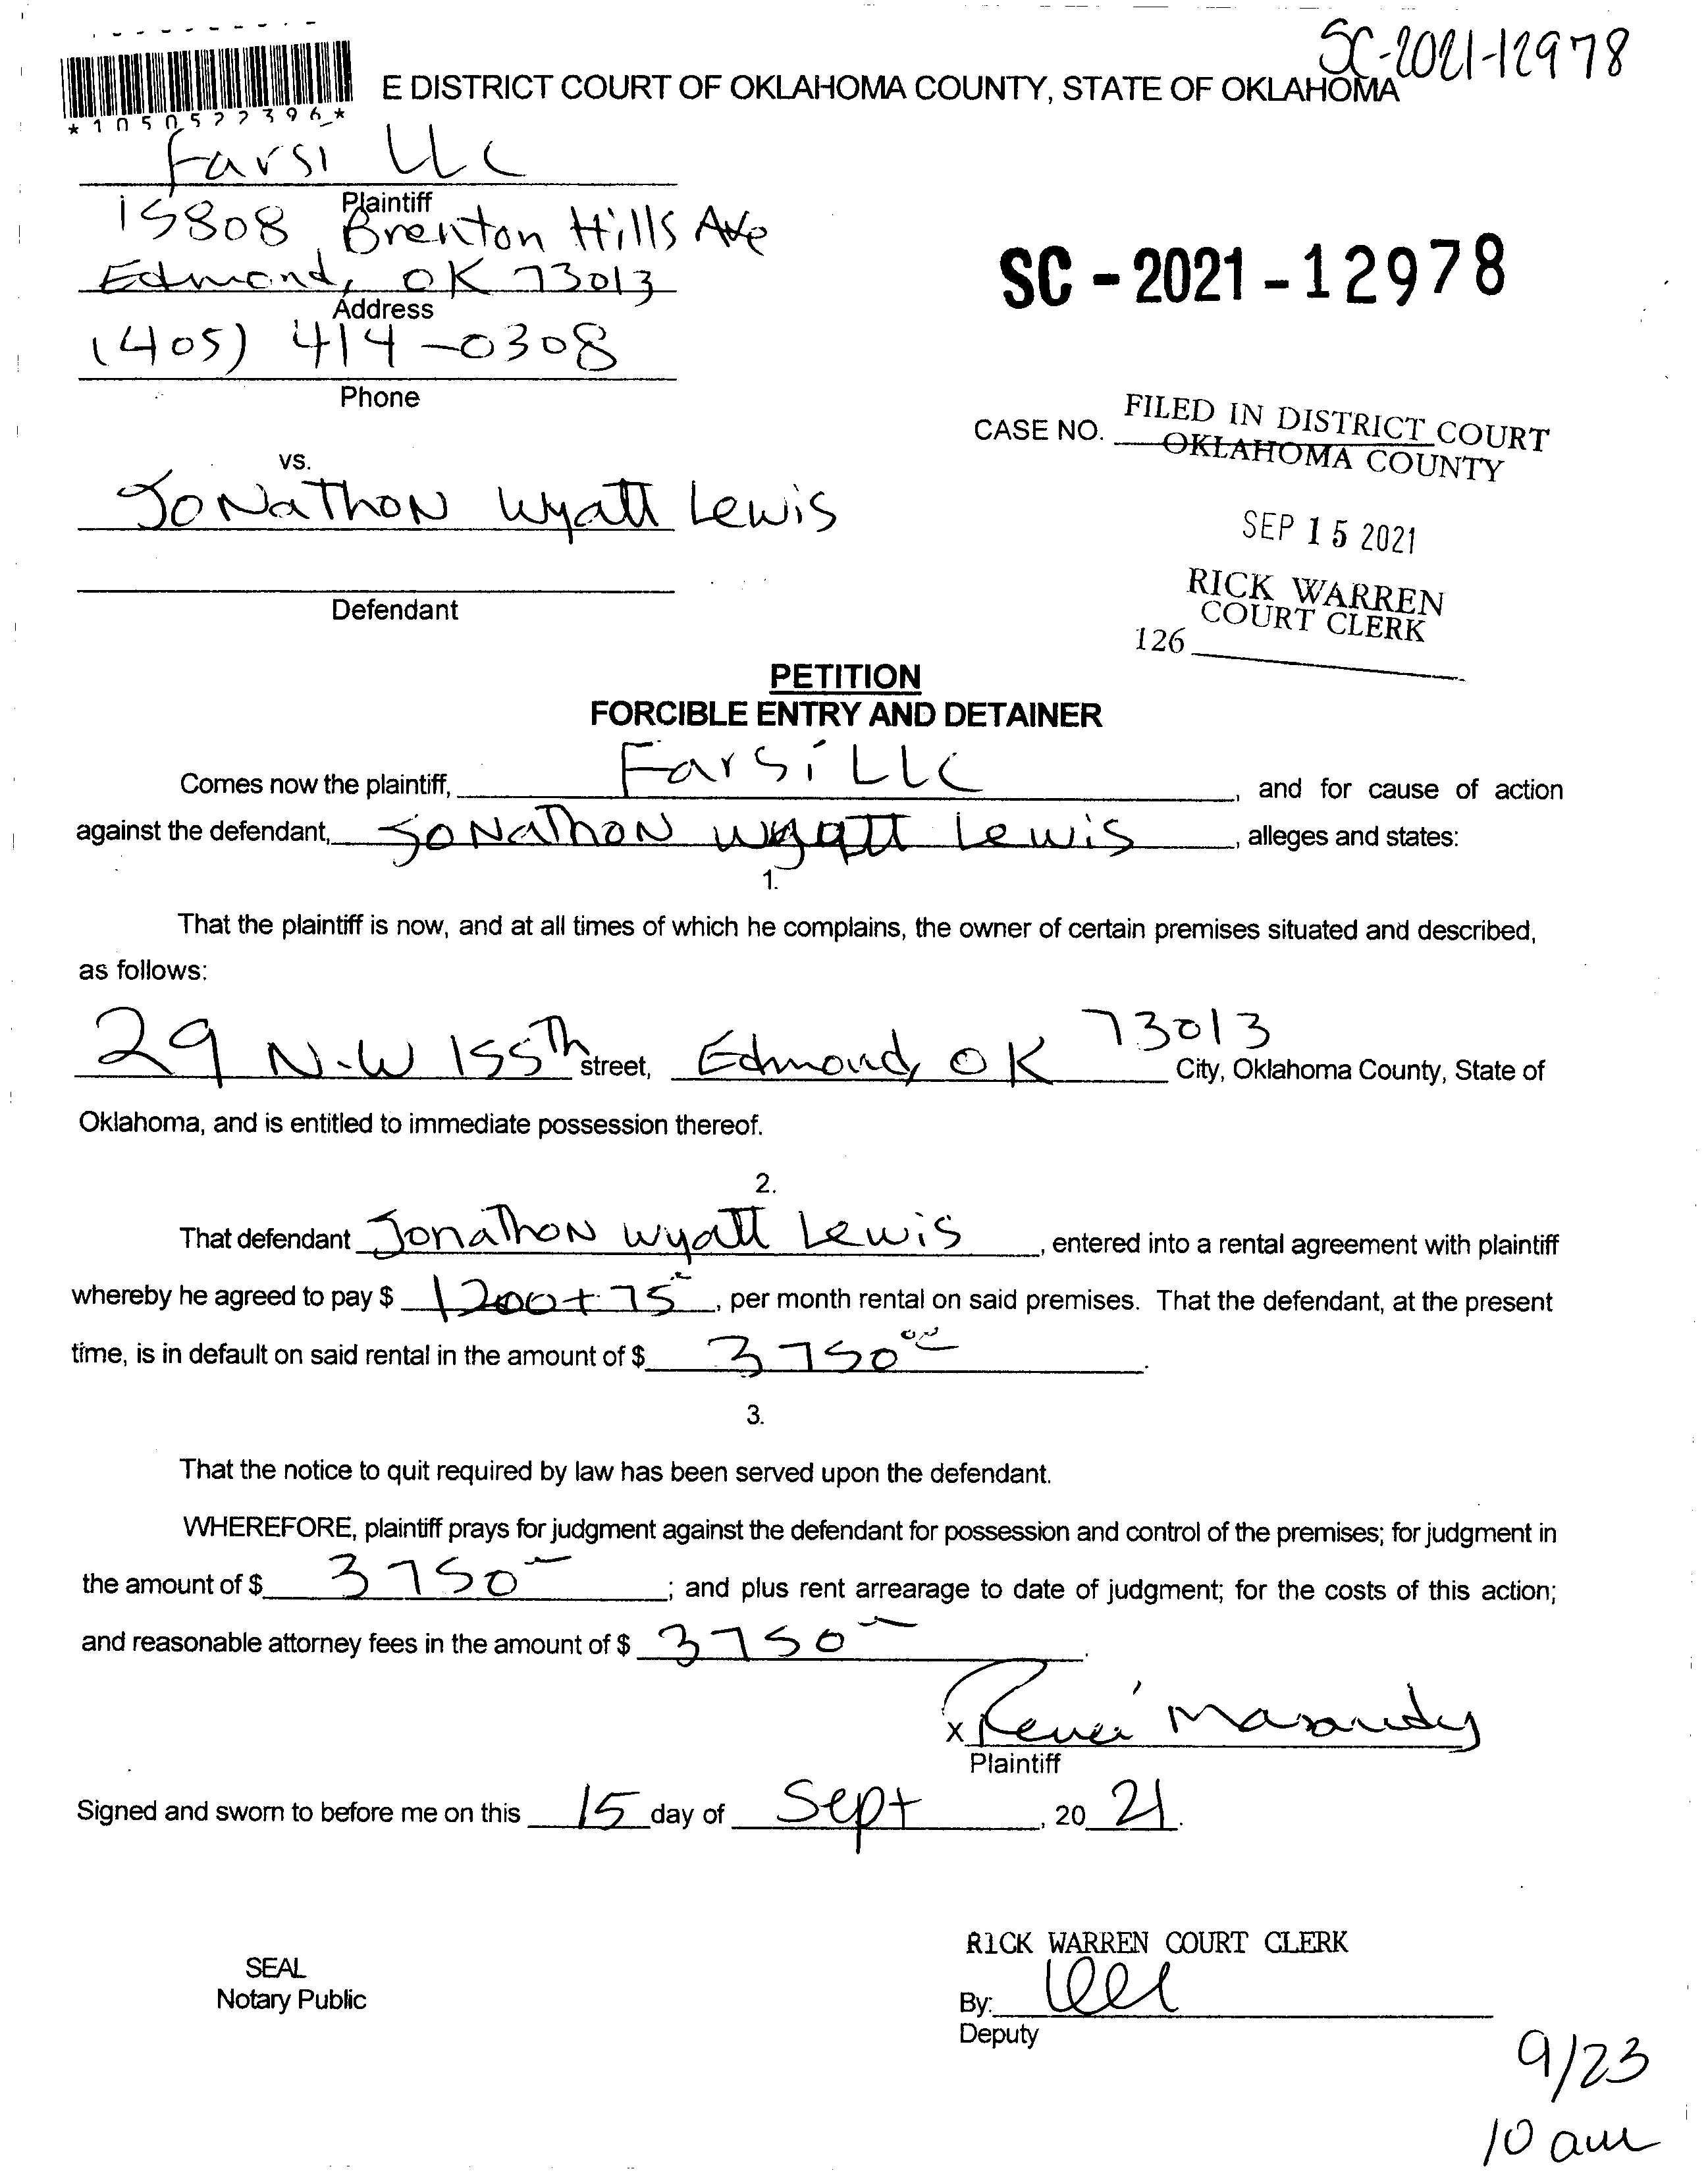 SC-2021-12978
E DISTRICT COURT OF OKLAHOMA COUNTY, STATE OF OKLAHOMA
*1050522396*
Farsi LLC
Plaintiff
15808 Brenton Hills Ave
Edmond, OK 73013
Address
SC-2021-12978
(405) 414-0308
Phone
CASE NO.
FILED IN DISTRICT COURT
OKLAHOMA COUNTY
vs.
Jonathon Wyatt Lewis
SEP 15 2021
Defendant
RICK WARREN
COURT CLERK
126
PETITION
FORCIBLE ENTRY AND DETAINER
Comes now the plaintiff, Farsi LLC, and for cause of action
against the defendant, Jonathon Wyatt Lewis, alleges and states:
1.
That the plaintiff is now, and at all times of which he complains, the owner of certain premises situated and described,
as follows:
29 N.W 155th street, Edmond, OK 73013 City, Oklahoma County, State of
Oklahoma, and is entitled to immediate possession thereof.
2.
That defendant Jonathon Wyatt Lewis, entered into a rental agreement with plaintiff
whereby he agreed to pay $ 1200+75, per month rental on said premises. That the defendant, at the present
time, is in default on said rental in the amount of $ 3750 00.
3.
That the notice to quit required by law has been served upon the defendant.
WHEREFORE, plaintiff prays for judgment against the defendant for possession and control of the premises; for judgment in
the amount of $ 3750; and plus rent arrearage to date of judgment; for the costs of this action;
and reasonable attorney fees in the amount of $ 3750.
X
Plaintiff
Signed and sworn to before me on this 15 day of Sept, 20 21.
SEAL
Notary Public
RICK WARREN COURT CLERK
By:
Deputy
9/23
10 am